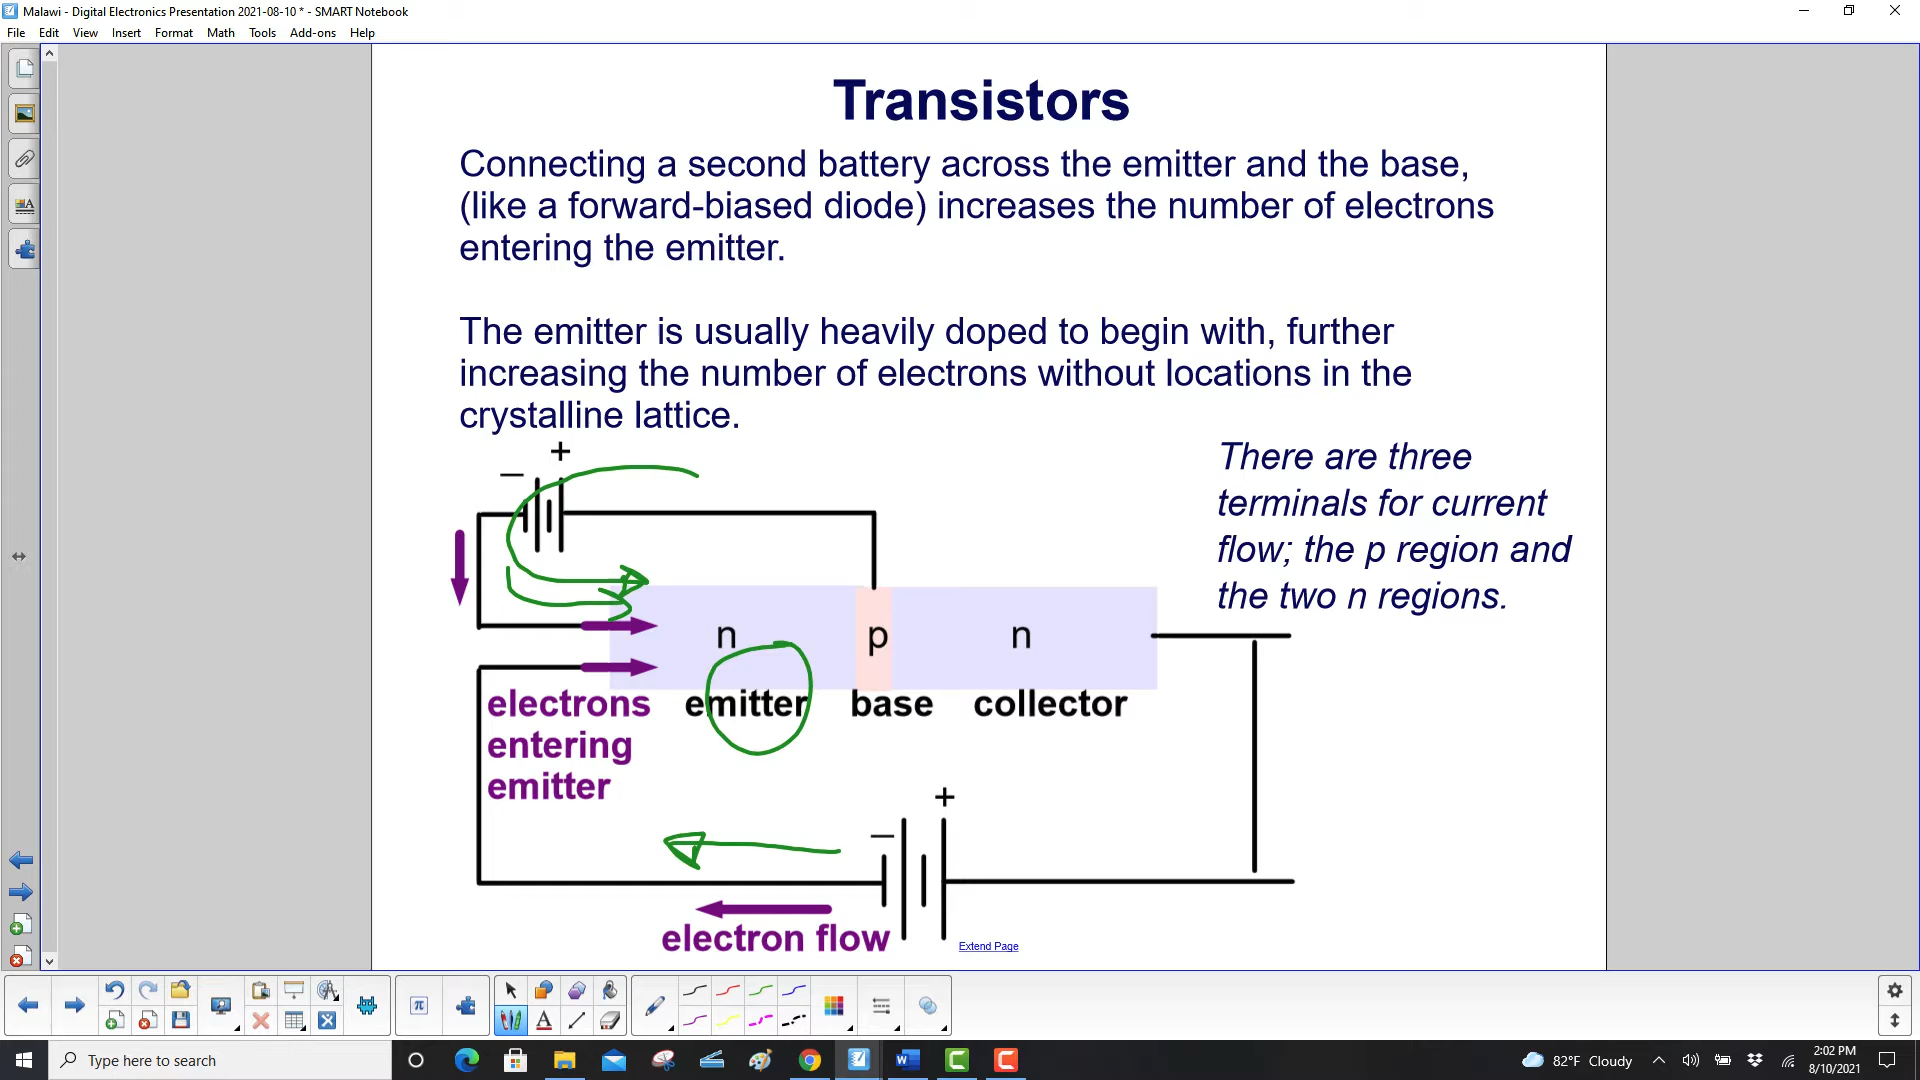 Malawi - Digital Electronics Presentation 2021-08-10 * - SMART Notebook
File Edit View Insert Format Math Tools Add-ons Help
Transistors
Connecting a second battery across the emitter and the base,
(like a forward-biased diode) increases the number of electrons
entering the emitter.
The emitter is usually heavily doped to begin with, further
increasing the number of electrons without locations in the
crystalline lattice.
There are three
terminals for current
flow; the p region and
the two n regions.
– +
n p n
electrons emitter base collector
entering
emitter
– +
electron flow
Extend Page
π
A
Type here to search
82°F Cloudy
2:02 PM
8/10/2021